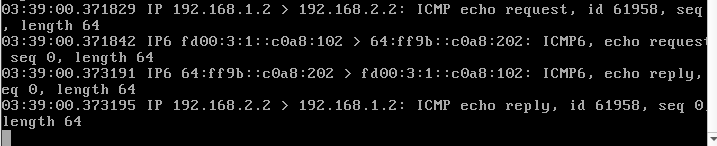 03:39:00.371829 IP 192.168.1.2 > 192.168.2.2: ICMP echo request, id 61958, seq
, length 64
03:39:00.371842 IP6 fd00:3:1::c0a8:102 > 64:ff9b::c0a8:202: ICMP6, echo request
 seq 0, length 64
03:39:00.373191 IP6 64:ff9b::c0a8:202 > fd00:3:1::c0a8:102: ICMP6, echo reply,
eq 0, length 64
03:39:00.373195 IP 192.168.2.2 > 192.168.1.2: ICMP echo reply, id 61958, seq 0
length 64